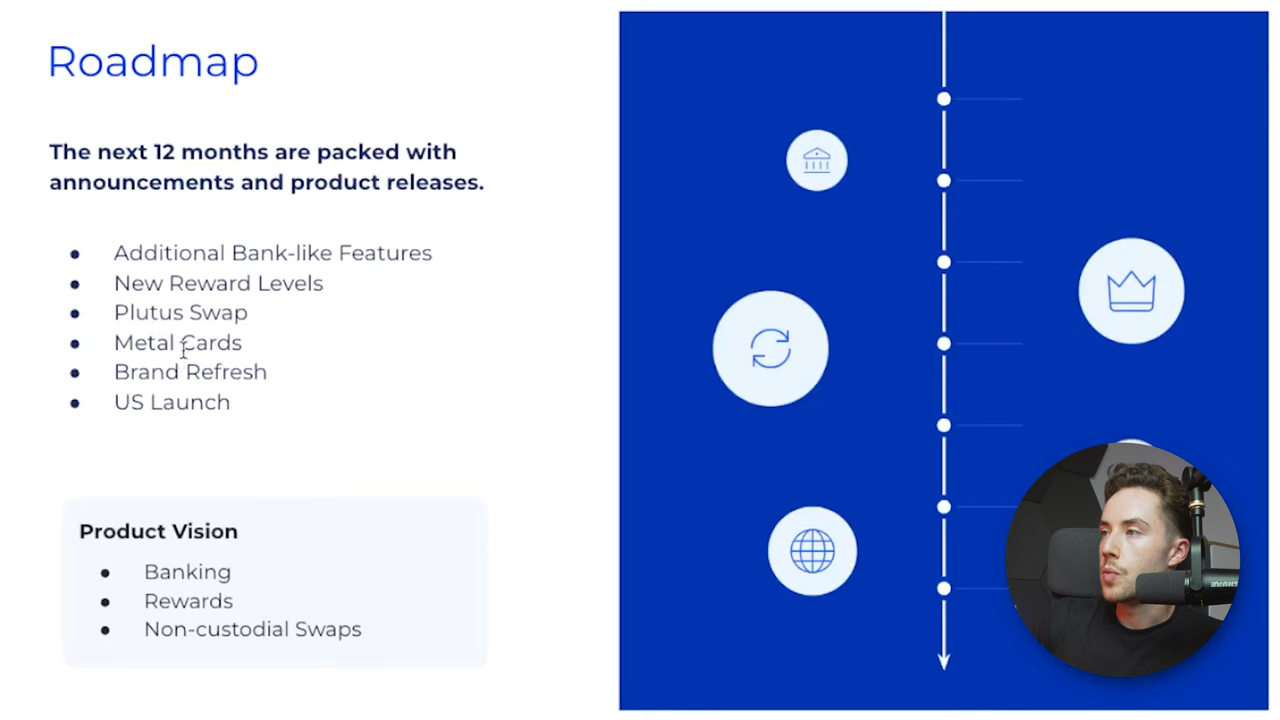 Roadmap
The next 12 months are packed with
announcements and product releases.
● Additional Bank-like Features
● New Reward Levels
● Plutus Swap
● Metal Cards
● Brand Refresh
● US Launch
Product Vision
● Banking
● Rewards
● Non-custodial Swaps